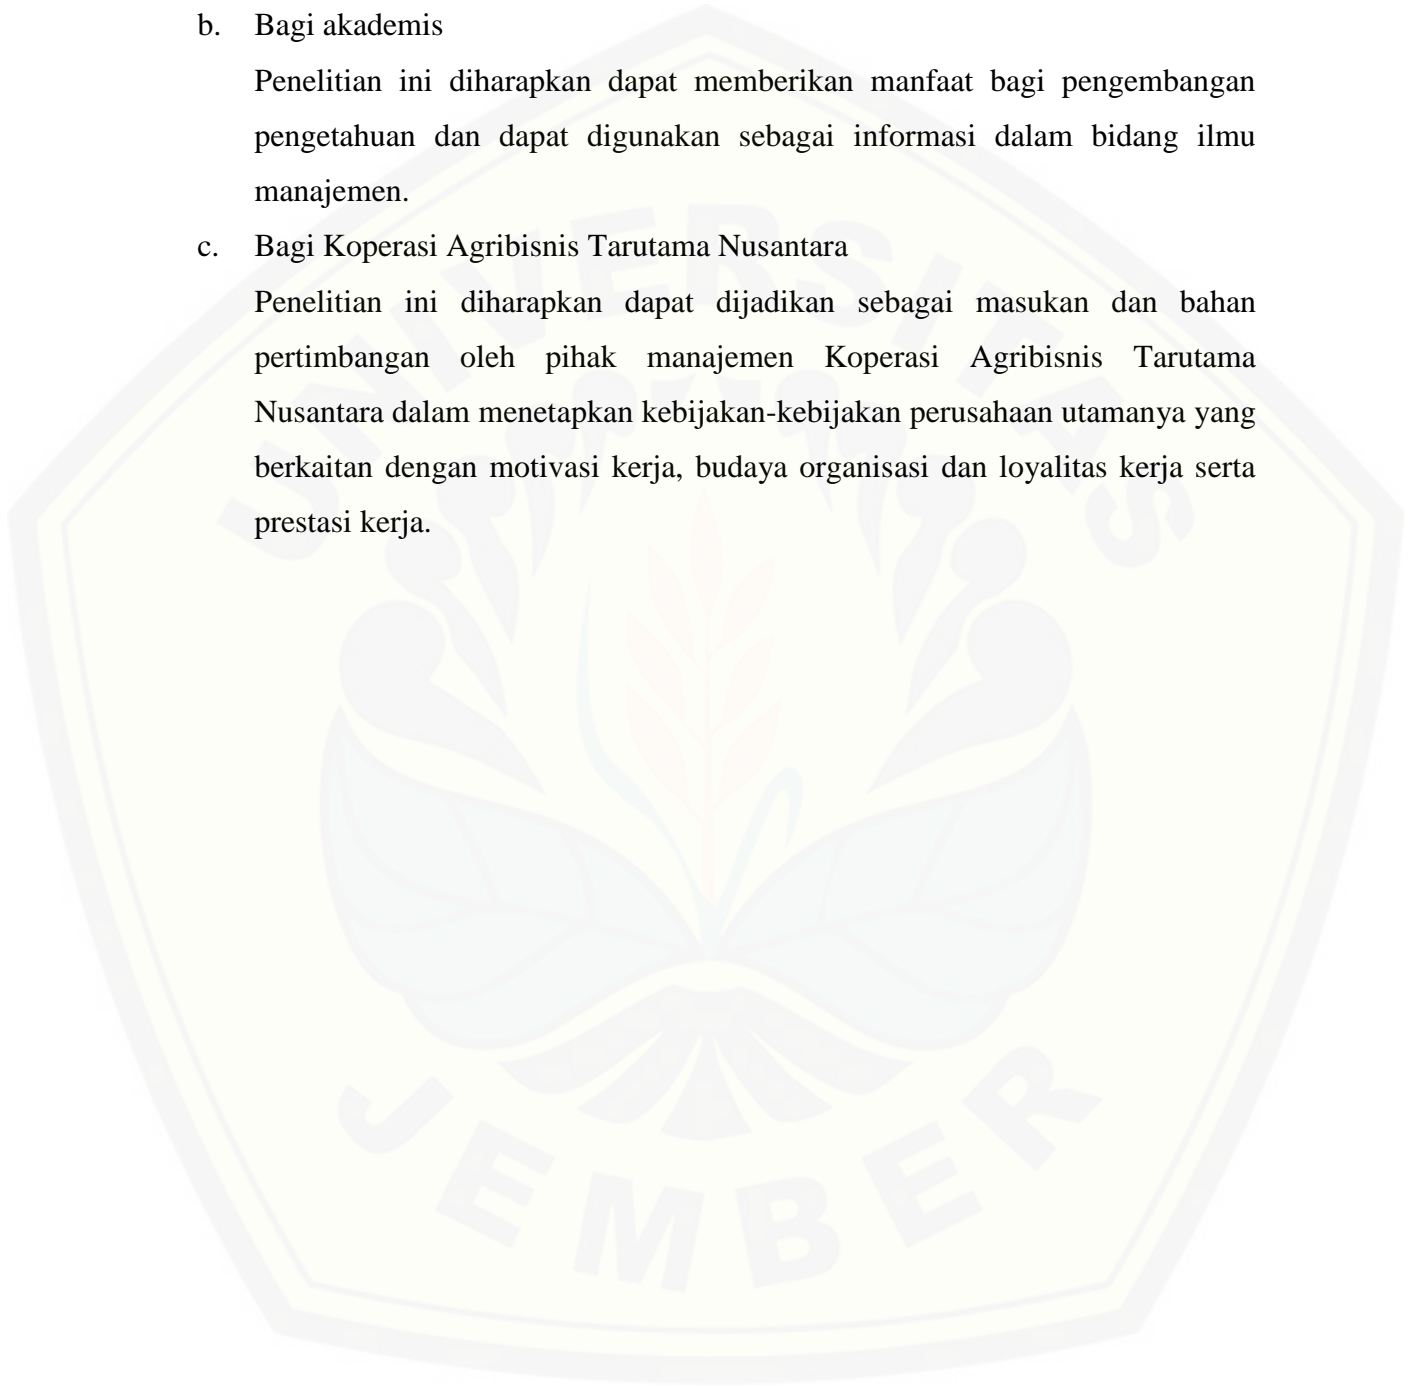 b. Bagi akademis
Penelitian ini diharapkan dapat memberikan manfaat bagi pengembangan
pengetahuan dan dapat digunakan sebagai informasi dalam bidang ilmu
manajemen.
c. Bagi Koperasi Agribisnis Tarutama Nusantara
Penelitian ini diharapkan dapat dijadikan sebagai masukan dan bahan
pertimbangan oleh pihak manajemen Koperasi Agribisnis Tarutama
Nusantara dalam menetapkan kebijakan-kebijakan perusahaan utamanya yang
berkaitan dengan motivasi kerja, budaya organisasi dan loyalitas kerja serta
prestasi kerja.
UNIVERSITAS
JEMBER